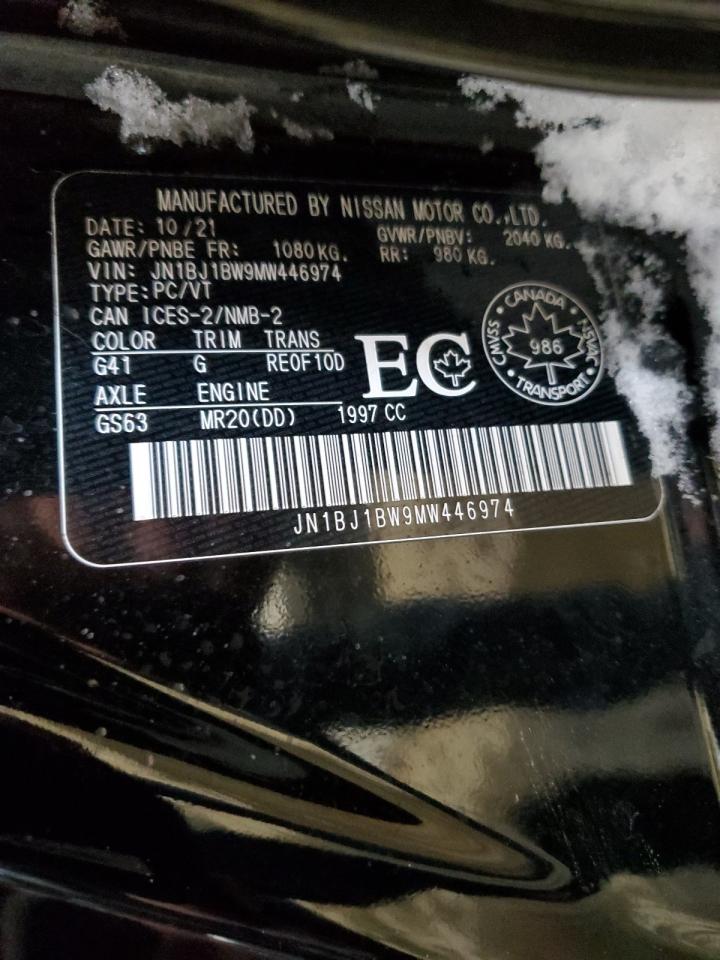 MANUFACTURED BY NISSAN MOTOR CO.,LTD.
DATE: 10/21 GVWR/PNBV: 2040 KG.
GAWR/PNBE FR: 1080KG. RR: 980 KG.
VIN: JN1BJ1BW9MW446974
TYPE:PC/VT
CAN ICES-2/NMB-2
COLOR TRIM TRANS
G41 G RE0F10D
AXLE ENGINE
GS63 MR20(DD) 1997 CC
EC
CANADA
CMVSS 986 NSVAC
TRANSPORT
JN1BJ1BW9MW446974